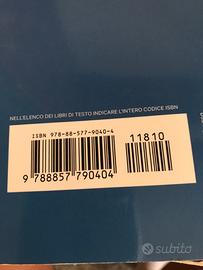 NELL'ELENCO DEI LIBRI DI TESTO INDICARE L'INTERO CODICE ISBN
ISBN 978-88-577-9040-4
11810
9 788857 790404
subito